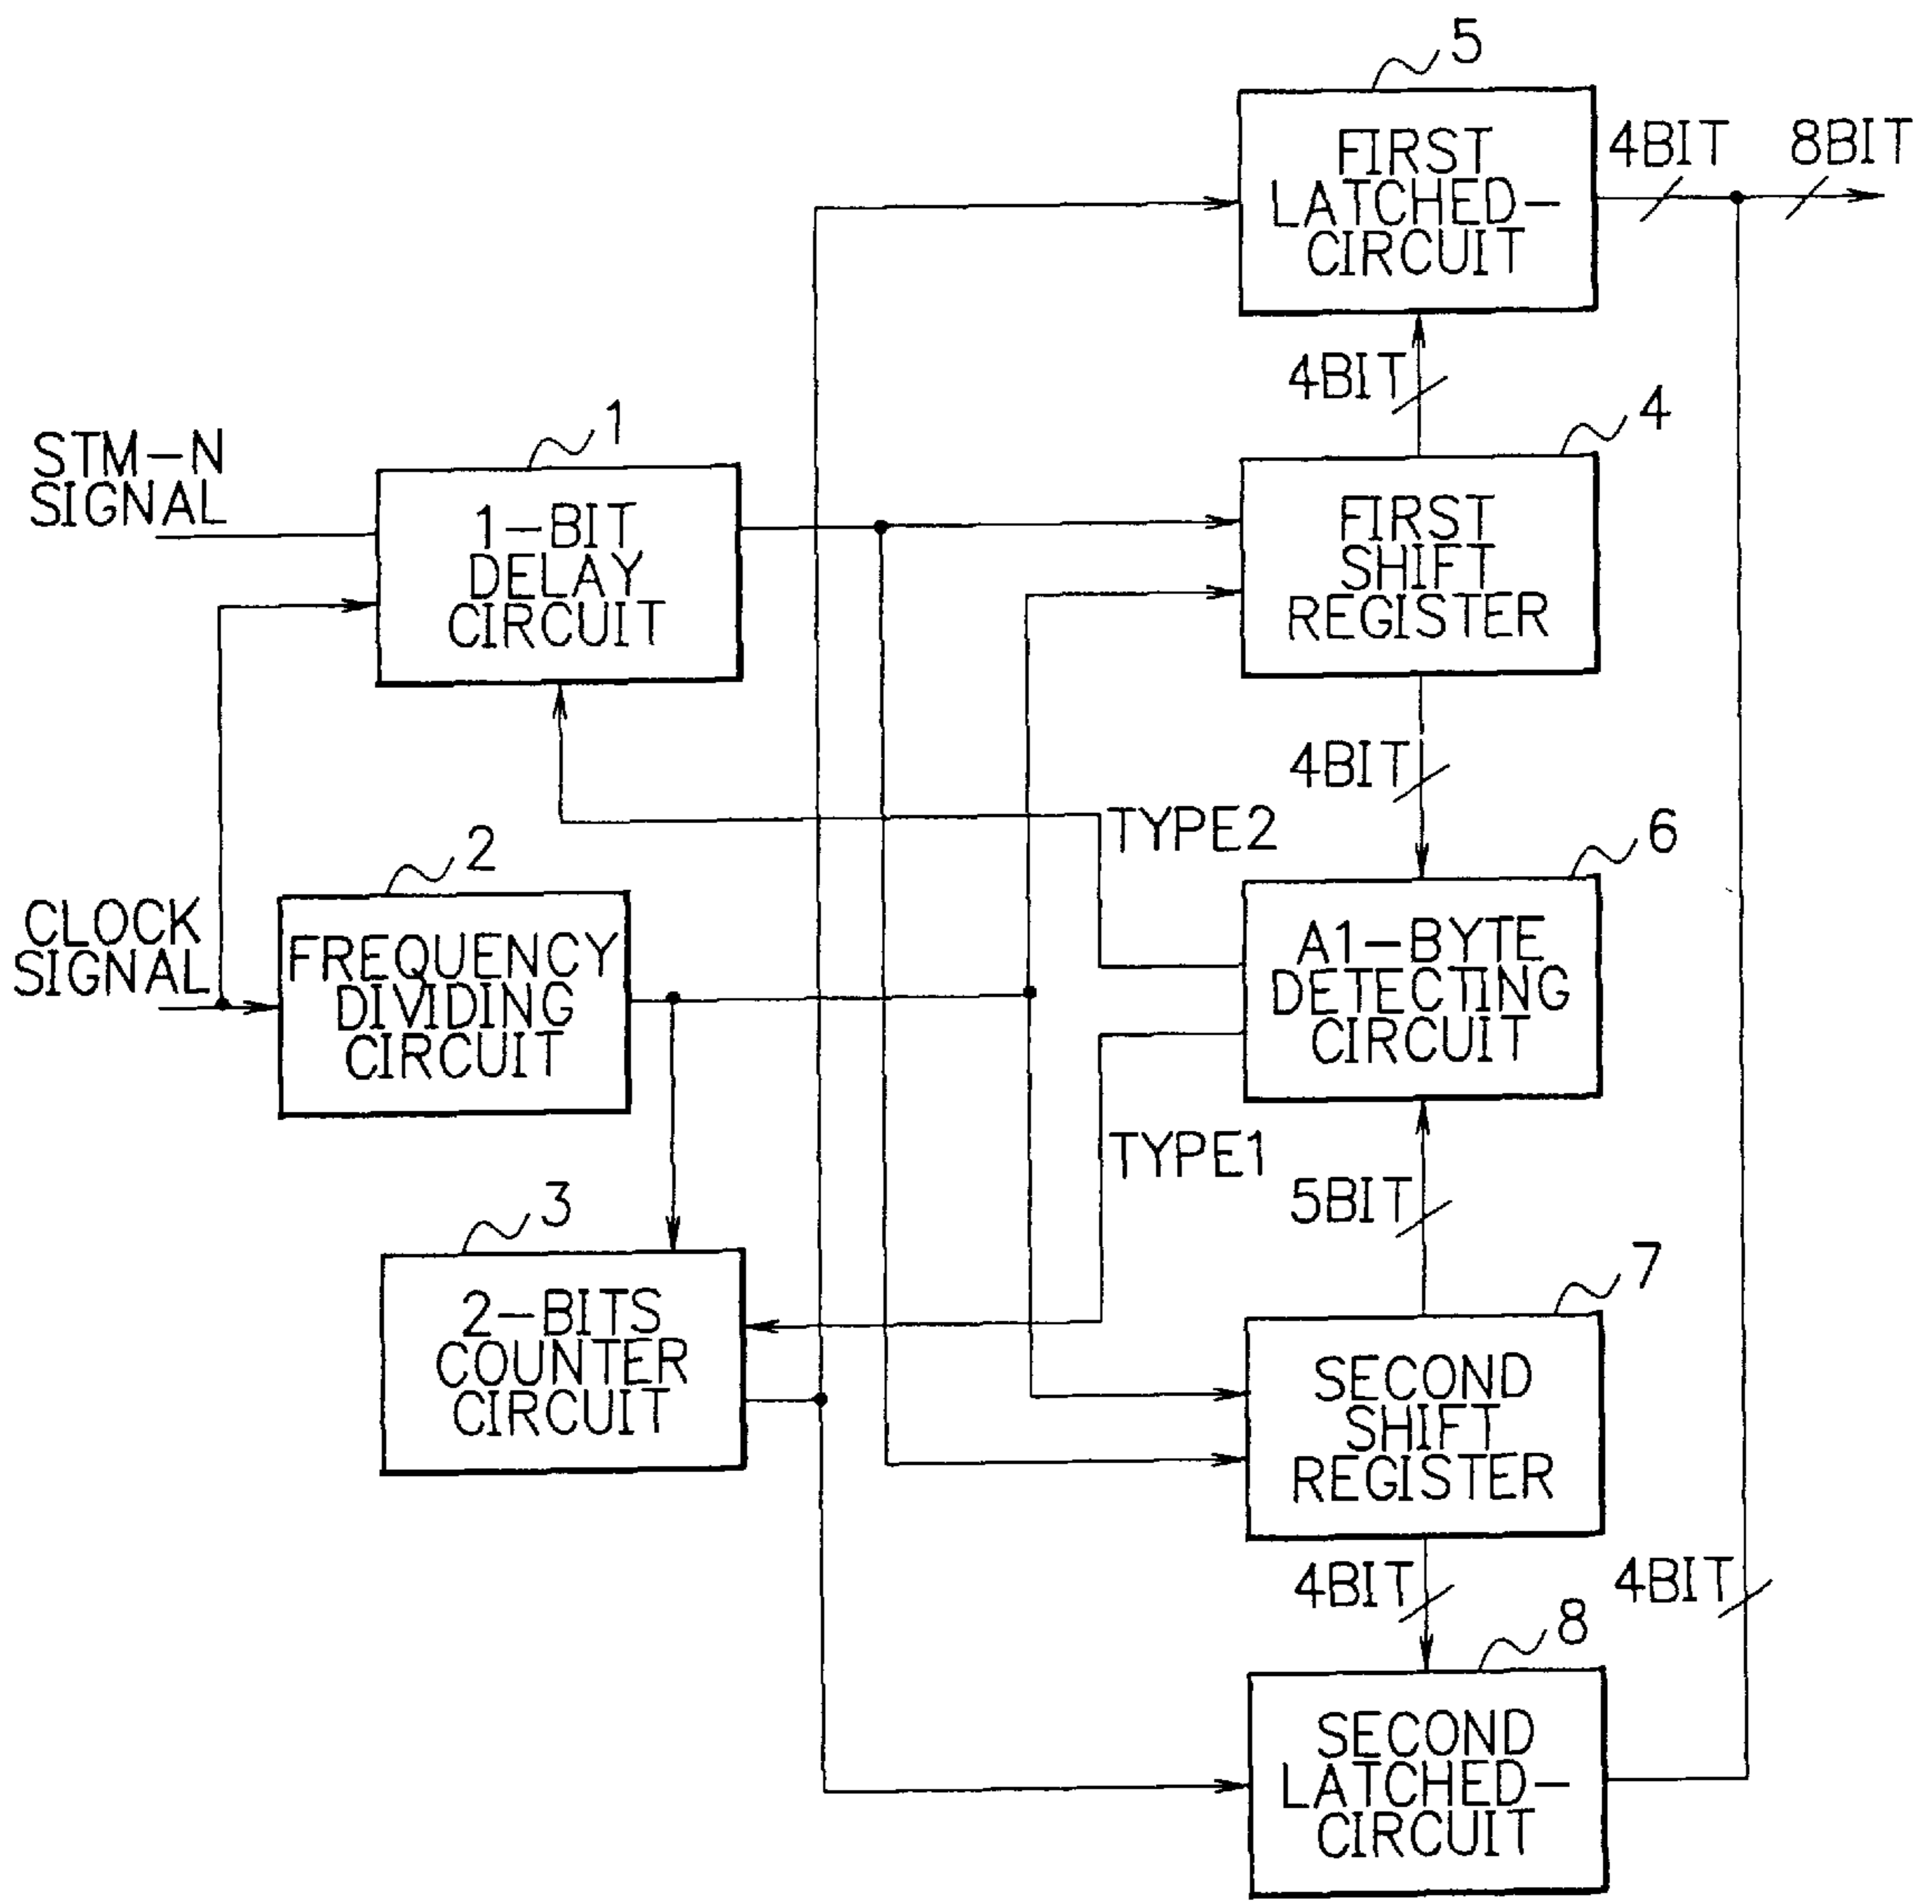 5
FIRST
LATCHED-
CIRCUIT
4BIT
8BIT
4BIT
STM-N
SIGNAL
1
1-BIT
DELAY
CIRCUIT
4
FIRST
SHIFT
REGISTER
4BIT
TYPE2
CLOCK
SIGNAL
2
FREQUENCY
DIVIDING
CIRCUIT
6
A1-BYTE
DETECTING
CIRCUIT
TYPE1
5BIT
3
2-BITS
COUNTER
CIRCUIT
7
SECOND
SHIFT
REGISTER
4BIT
4BIT
8
SECOND
LATCHED-
CIRCUIT